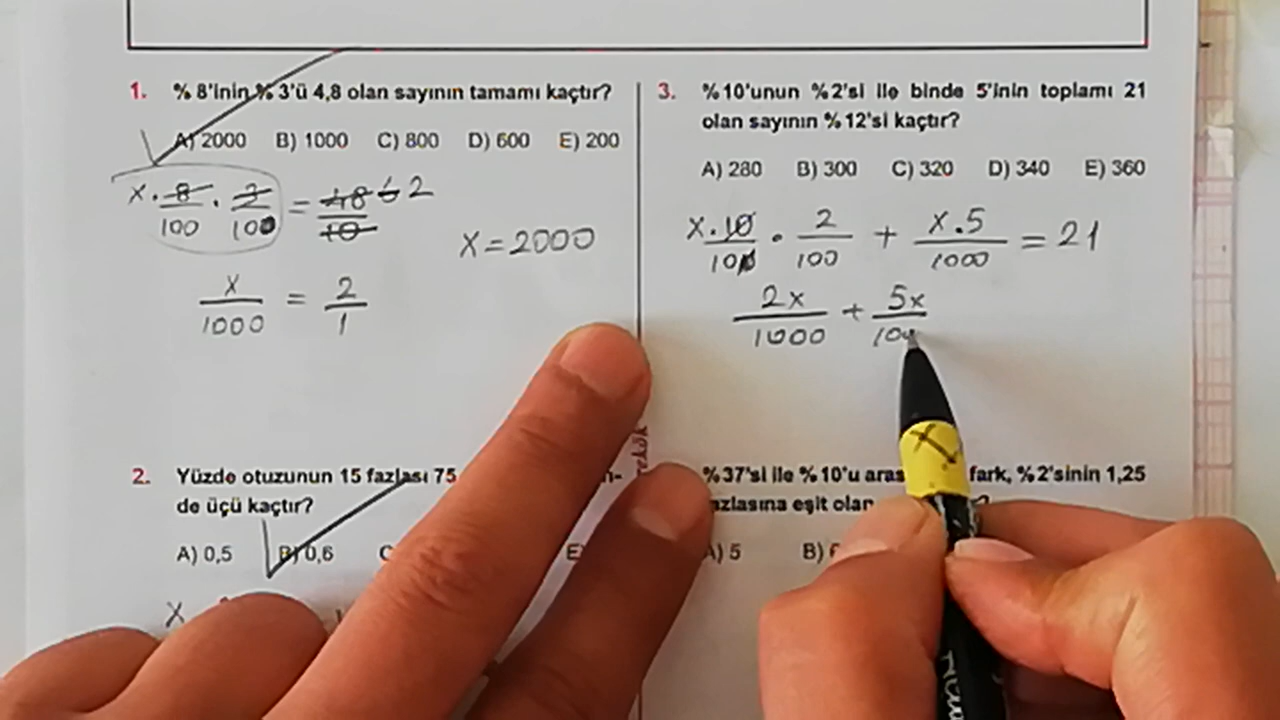 1. % 8'inin % 3'ü 4,8 olan sayının tamamı kaçtır?
A) 2000 B) 1000 C) 800 D) 600 E) 200
x . 8/100 . 3/100 = 48/10 6 2
x = 2000
x/1000 = 2/1
2. Yüzde otuzunun 15 fazlası 75
de üçü kaçtır?
A) 0,5 B) 0,6
x
3. %10'unun %2'si ile binde 5'inin toplamı 21
olan sayının %12'si kaçtır?
A) 280 B) 300 C) 320 D) 340 E) 360
x.10/100 . 2/100 + x.5/1000 = 21
2x/1000 + 5x/100
%37'si ile %10'u fark, %2'sinin 1,25
eşit
A) 5 B)